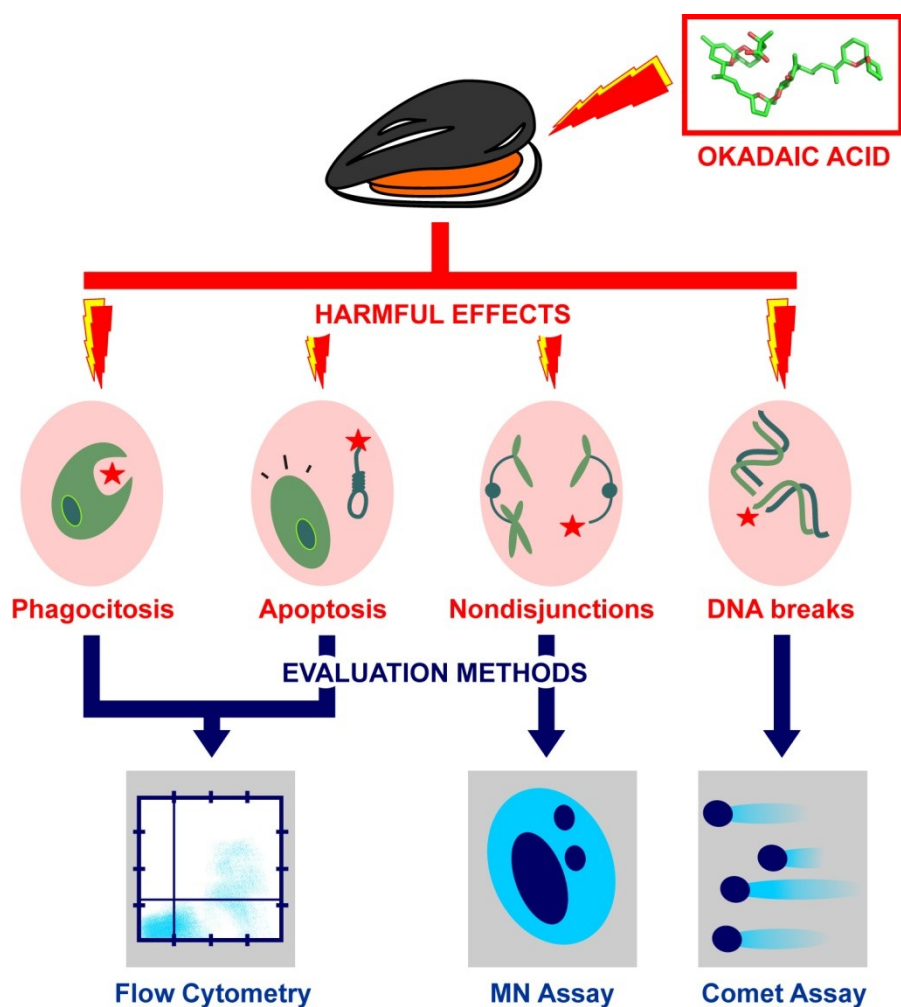 OKADAIC ACID
HARMFUL EFFECTS
Phagocitosis
Apoptosis
Nondisjunctions
DNA breaks
EVALUATION METHODS
Flow Cytometry
MN Assay
Comet Assay